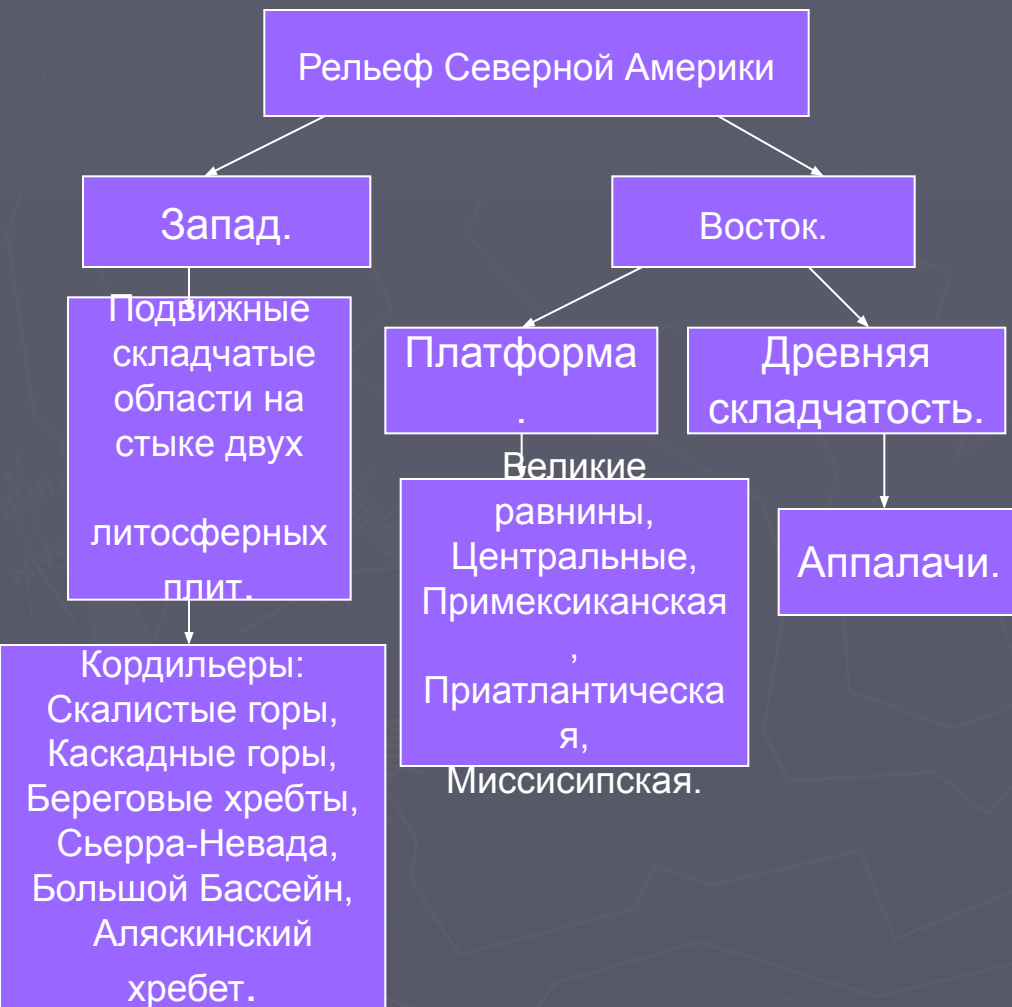 Рельеф Северной Америки
Запад.
Восток.
Подвижные
складчатые
области на
стыке двух
литосферных
плит.
Платформа
.
Древняя
складчатость.
Великие
равнины,
Центральные,
Примексиканская
,
Приатлантическа
я,
Миссисипская.
Аппалачи.
Кордильеры:
Скалистые горы,
Каскадные горы,
Береговые хребты,
Сьерра-Невада,
Большой Бассейн,
Аляскинский
хребет.